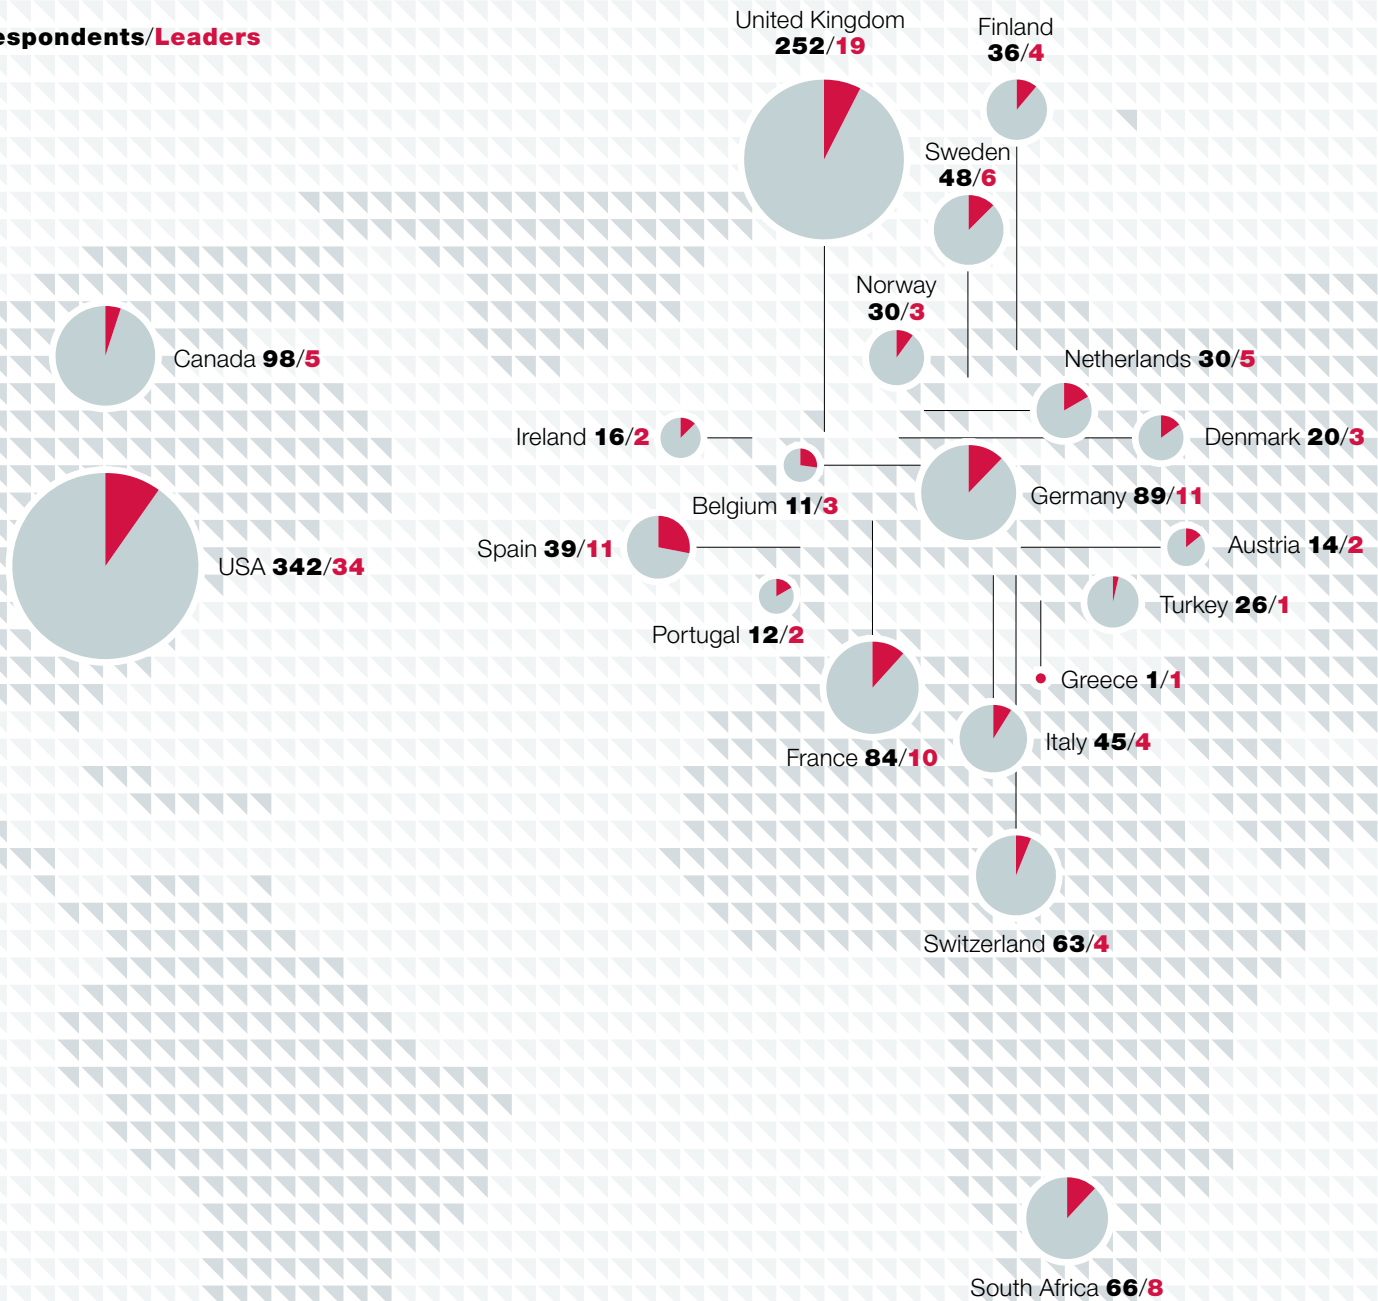 espondents/Leaders
United Kingdom
252/19
Finland
36/4
Sweden
48/6
Norway
30/3
Canada 98/5
Netherlands 30/5
Ireland 16/2
Denmark 20/3
Belgium 11/3
Germany 89/11
Spain 39/11
Austria 14/2
USA 342/34
Turkey 26/1
Portugal 12/2
Greece 1/1
Italy 45/4
France 84/10
Switzerland 63/4
South Africa 66/8